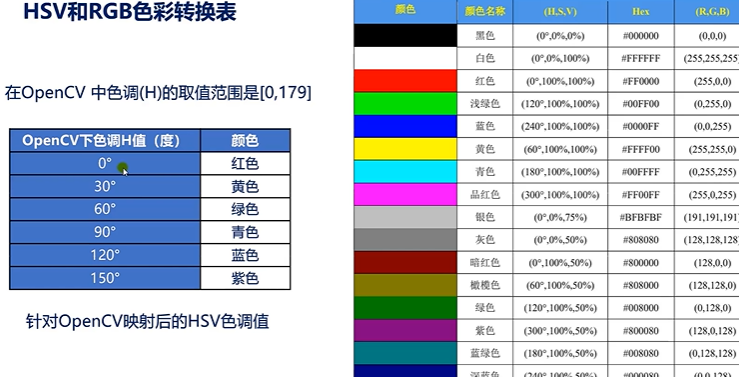 HSV和RGB色彩转换表
在OpenCV 中色调(H)的取值范围是[0,179]
OpenCV下色调H值（度） 颜色
0° 红色
30° 黄色
60° 绿色
90° 青色
120° 蓝色
150° 紫色
针对OpenCV映射后的HSV色调值
颜色 颜色名称 (H,S,V) Hex (R,G,B)
黑色 (0°,0%,0%) #000000 (0,0,0)
白色 (0°,0%,100%) #FFFFFF (255,255,255)
红色 (0°,100%,100%) #FF0000 (255,0,0)
浅绿色 (120°,100%,100%) #00FF00 (0,255,0)
蓝色 (240°,100%,100%) #0000FF (0,0,255)
黄色 (60°,100%,100%) #FFFF00 (255,255,0)
青色 (180°,100%,100%) #00FFFF (0,255,255)
品红色 (300°,100%,100%) #FF00FF (255,0,255)
银色 (0°,0%,75%) #BFBFBF (191,191,191)
灰色 (0°,0%,50%) #808080 (128,128,128)
暗红色 (0°,100%,50%) #800000 (128,0,0)
橄榄色 (60°,100%,50%) #808000 (128,128,0)
绿色 (120°,100%,50%) #008000 (0,128,0)
紫色 (300°,100%,50%) #800080 (128,0,128)
蓝绿色 (180°,100%,50%) #008080 (0,128,128)
深蓝色 (240°,100%,50%) #000080 (0,0,128)